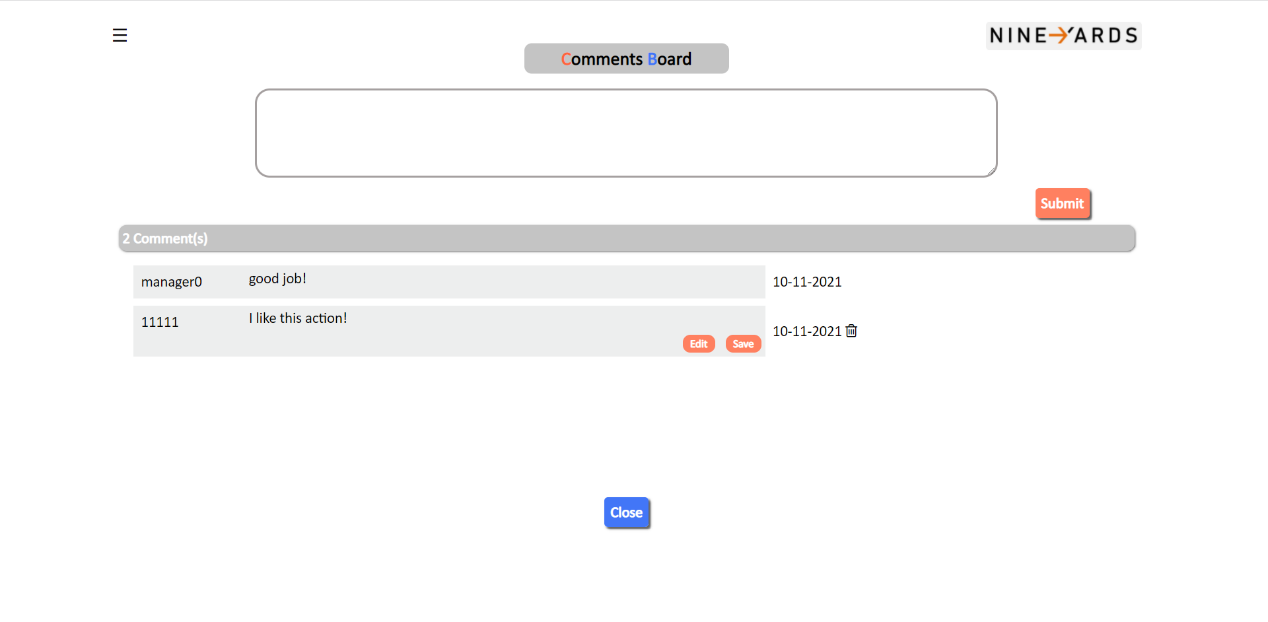 NINE YARDS
Comments Board
Submit
2 Comment(s)
manager0 good job! 10-11-2021
11111 I like this action! 10-11-2021
Edit Save
Close